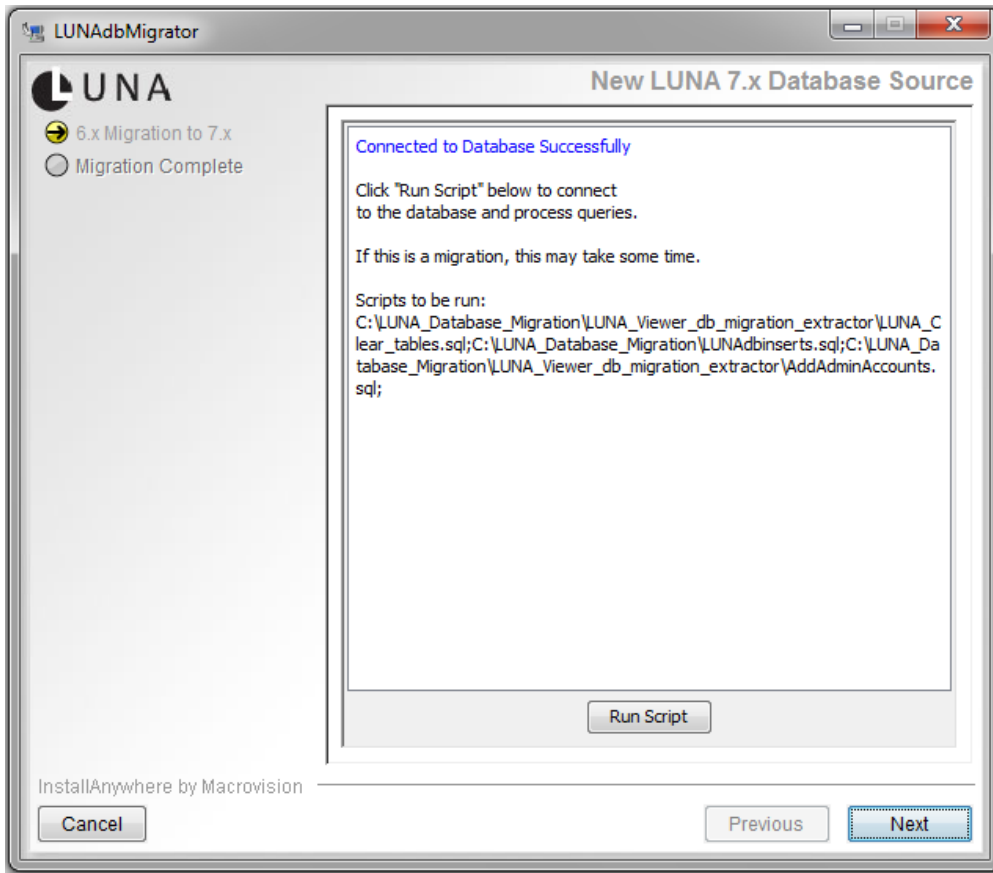 LUNAdbMigrator
LUNA
New LUNA 7.x Database Source
6.x Migration to 7.x
Migration Complete
Connected to Database Successfully
Click "Run Script" below to connect
to the database and process queries.
If this is a migration, this may take some time.
Scripts to be run:
C:\LUNA_Database_Migration\LUNA_Viewer_db_migration_extractor\LUNA_C
lear_tables.sql;C:\LUNA_Database_Migration\LUNAdbinserts.sql;C:\LUNA_Da
tabase_Migration\LUNA_Viewer_db_migration_extractor\AddAdminAccounts.
sql;
Run Script
InstallAnywhere by Macrovision
Cancel
Previous
Next